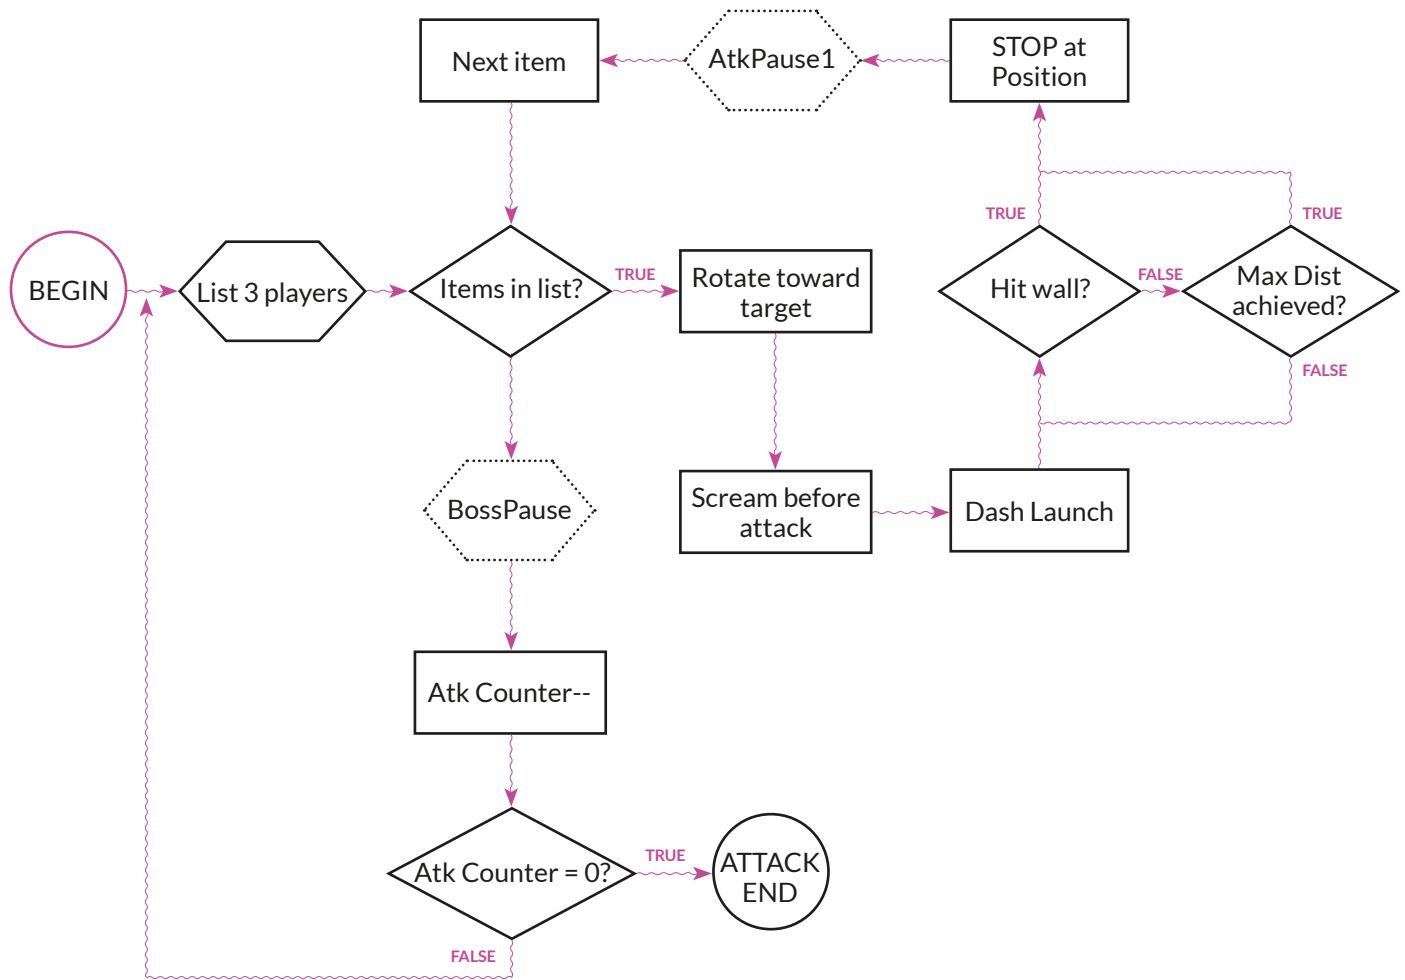 Next item
AtkPause1
STOP at
Position
TRUE
TRUE
BEGIN
List 3 players
Items in list?
TRUE
Rotate toward
target
Hit wall?
FALSE
Max Dist
achieved?
FALSE
BossPause
Scream before
attack
Dash Launch
Atk Counter--
Atk Counter = 0?
TRUE
ATTACK
END
FALSE